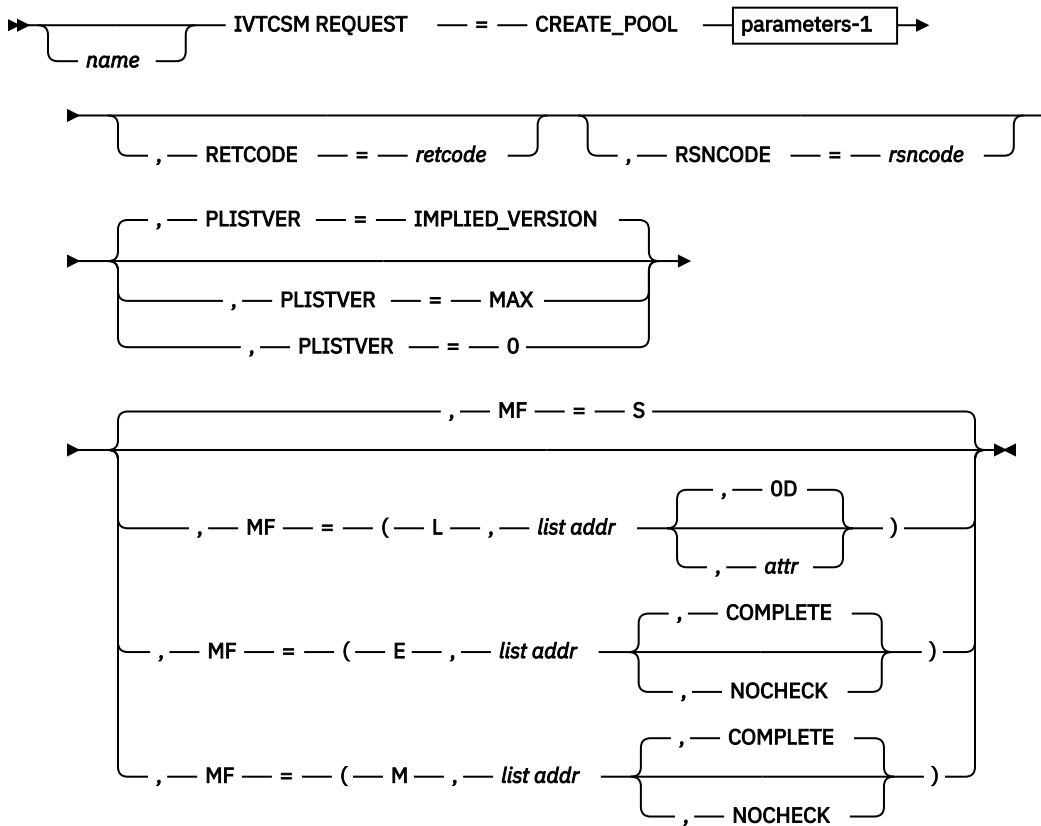 IVTCSM REQUEST = CREATE_POOL parameters-1
name
, RETCODE = retcode , RSNCODE = rsncode
, PLISTVER = IMPLIED_VERSION
, PLISTVER = MAX
, PLISTVER = 0
, MF = S
, 0D
, MF = ( L , list addr )
, attr
, COMPLETE
, MF = ( E , list addr )
, NOCHECK
, COMPLETE
, MF = ( M , list addr )
, NOCHECK